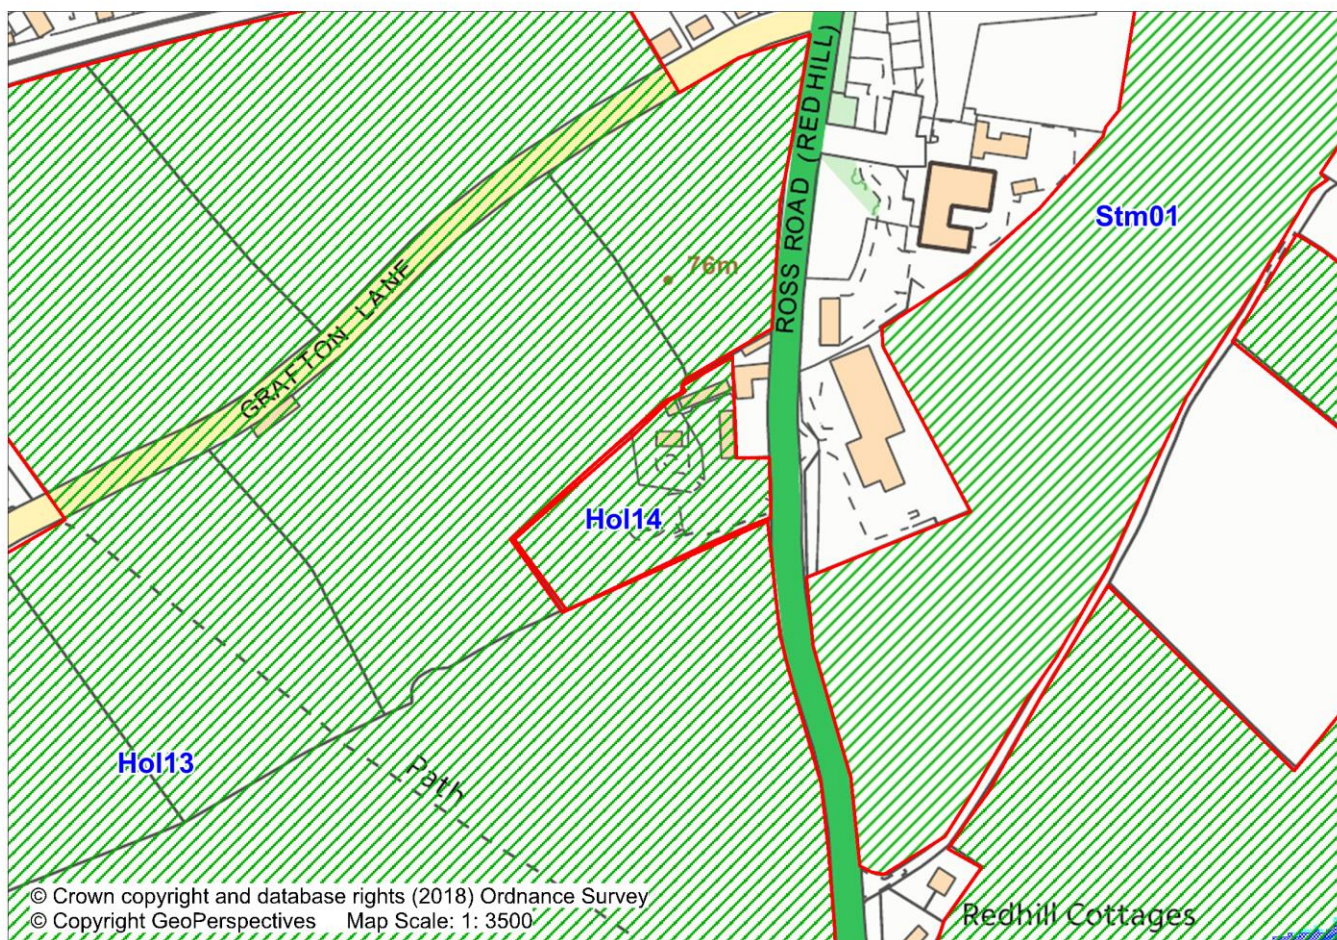 ROSS ROAD (RED HILL)
Stm01
76m
GRAFTON LANE
Hol14
Hol13
Path
© Crown copyright and database rights (2018) Ordnance Survey
© Copyright GeoPerspectives Map Scale: 1: 3500
Redhill Cottages